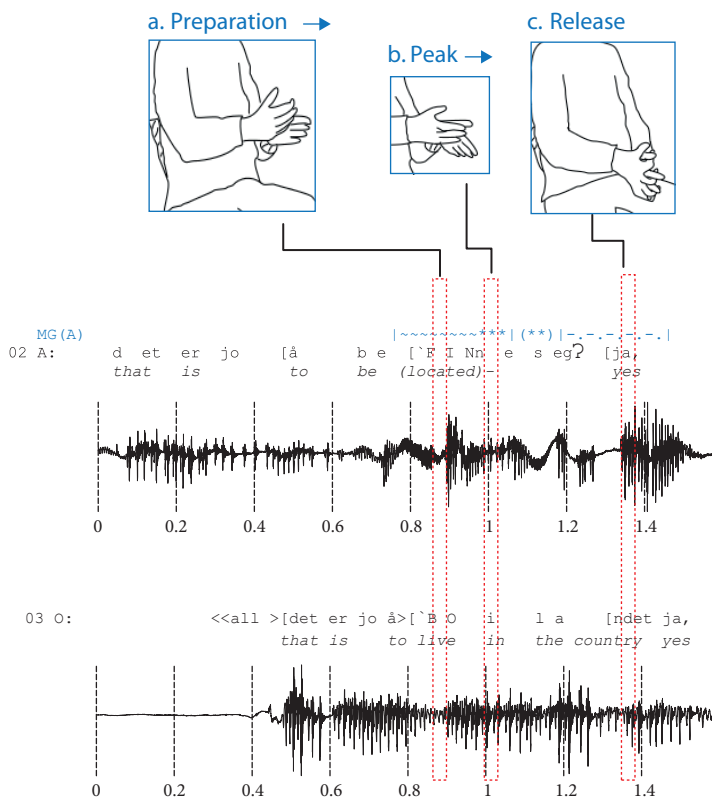 a. Preparation →
b. Peak →
c. Release
MG(A) |~~~~~~~~***|(**)|-.-.-.-.-.|
02 A: d et er jo [å b e [`F I Nn e s eg? [ja,
that is to be (located)- yes
0 0.2 0.4 0.6 0.8 1 1.2 1.4
03 O: <<all >[det er jo å>[`B O i l a [ndet ja,
that is to live in the country yes
0 0.2 0.4 0.6 0.8 1 1.2 1.4